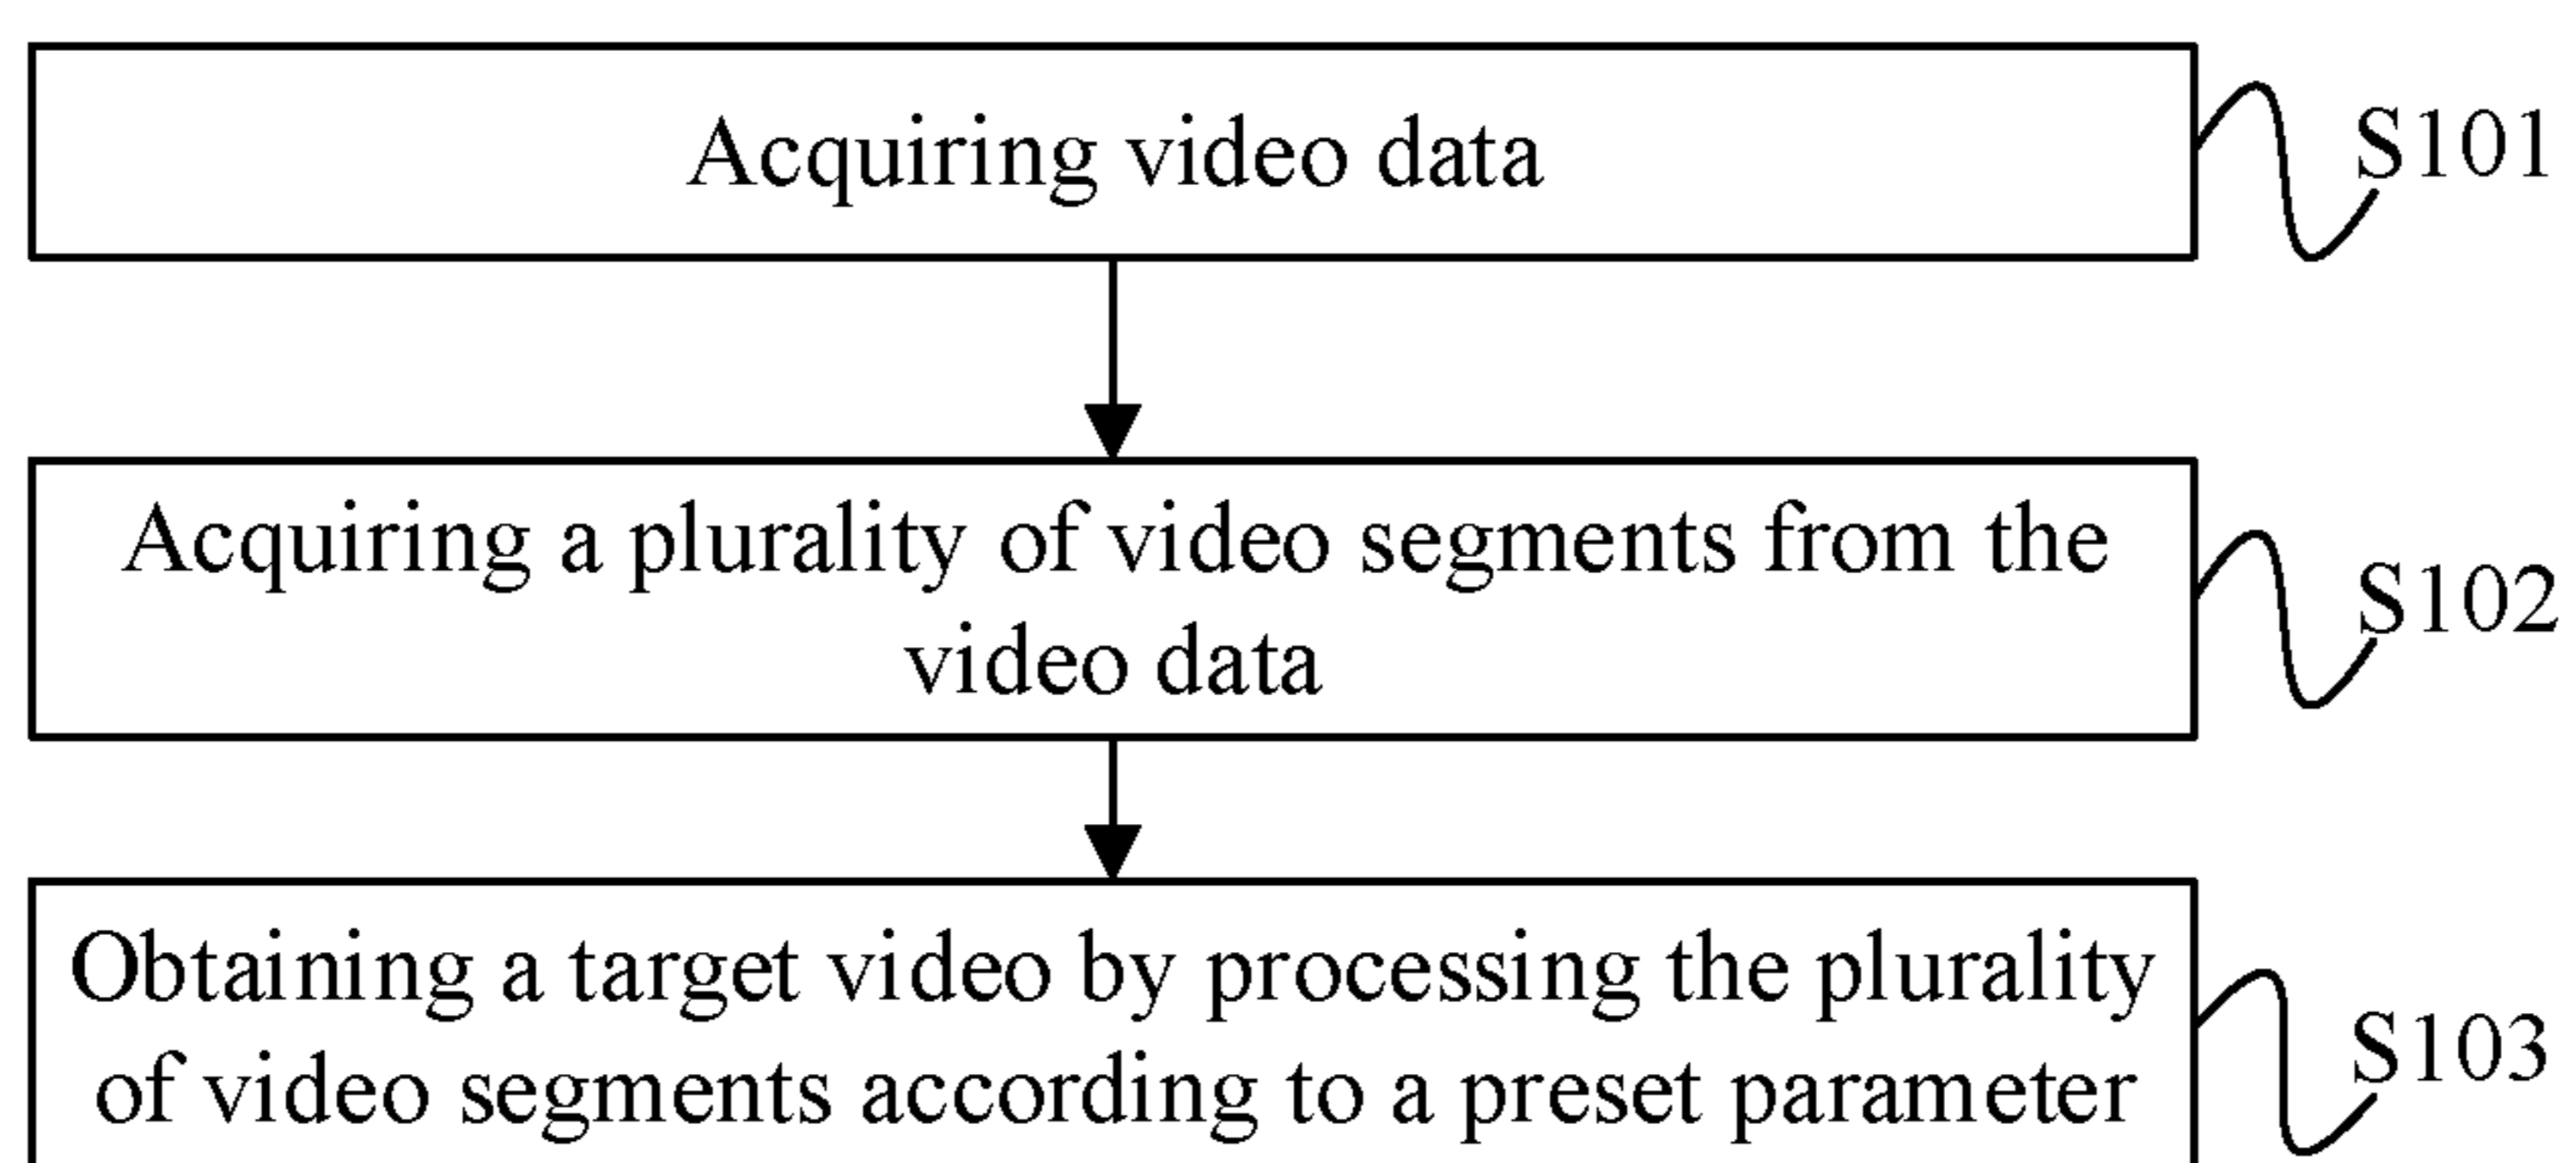 Acquiring video data
S101
Acquiring a plurality of video segments from the
video data
S102
Obtaining a target video by processing the plurality
of video segments according to a preset parameter
S103